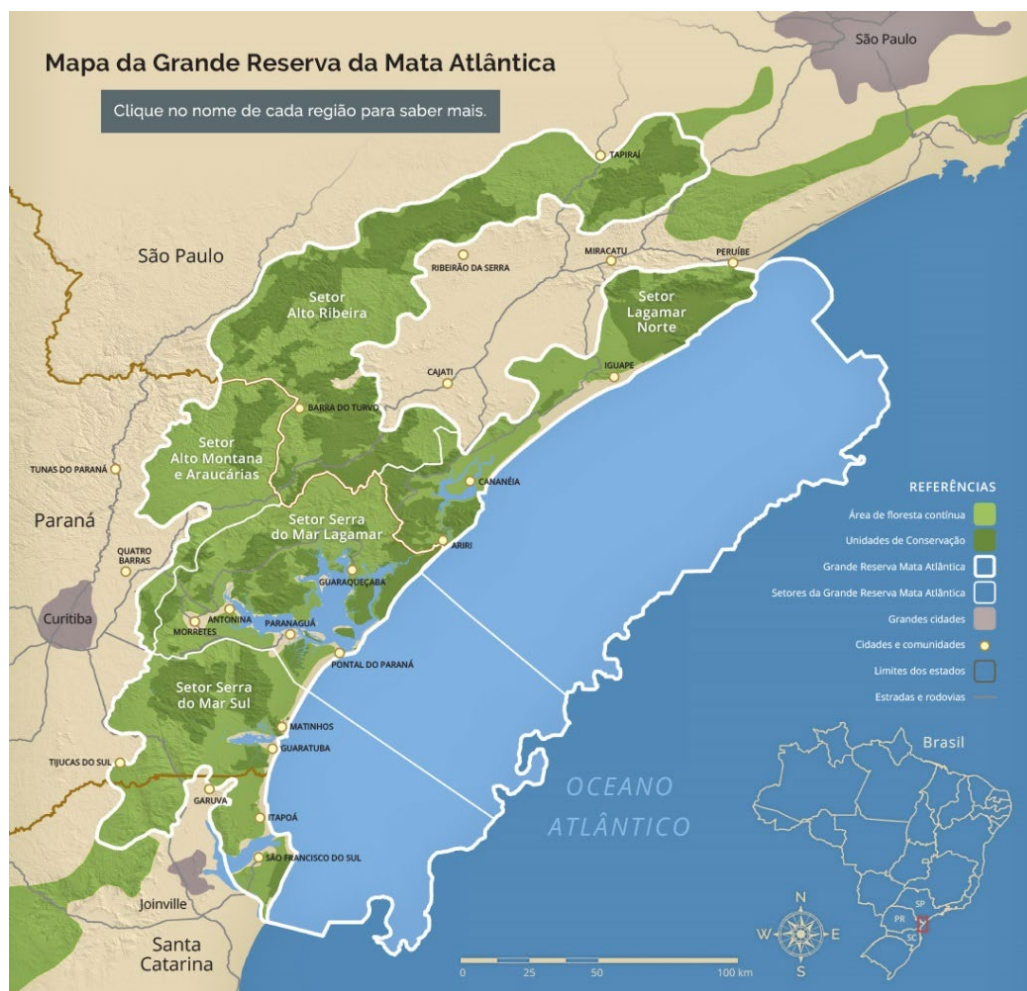 São Paulo
Mapa da Grande Reserva da Mata Atlântica
Clique no nome de cada região para saber mais.
TAPIRAÍ
São Paulo
MIRACATU
PERUÍBE
RIBEIRÃO DA SERRA
Setor
Alto Ribeira
Setor
Lagamar
Norte
IGUAPE
CAJATI
BARRA DO TURVO
Setor
Alto Montana
e Araucárias
TUNAS DO PARANÁ
CANANÉIA
Paraná
Setor Serra
do Mar Lagamar
ARIRI
QUATRO
BARRAS
GUARAQUEÇABA
Curitiba
ANTONINA
MORRETES
PARANAGUÁ
PONTAL DO PARANÁ
Setor Serra
do Mar Sul
MATINHOS
GUARATUBA
TIJUCAS DO SUL
GARUVA
ITAPOÁ
SÃO FRANCISCO DO SUL
Joinville
Santa
Catarina
OCEANO
ATLÂNTICO
REFERÊNCIAS
Área de floresta contínua
Unidades de Conservação
Grande Reserva Mata Atlântica
Setores da Grande Reserva Mata Atlântica
Grandes cidades
Cidades e comunidades
Limites dos estados
Estradas e rodovias
Brasil
SP
PR
SC
N
W
E
S
0 25 50 100 km